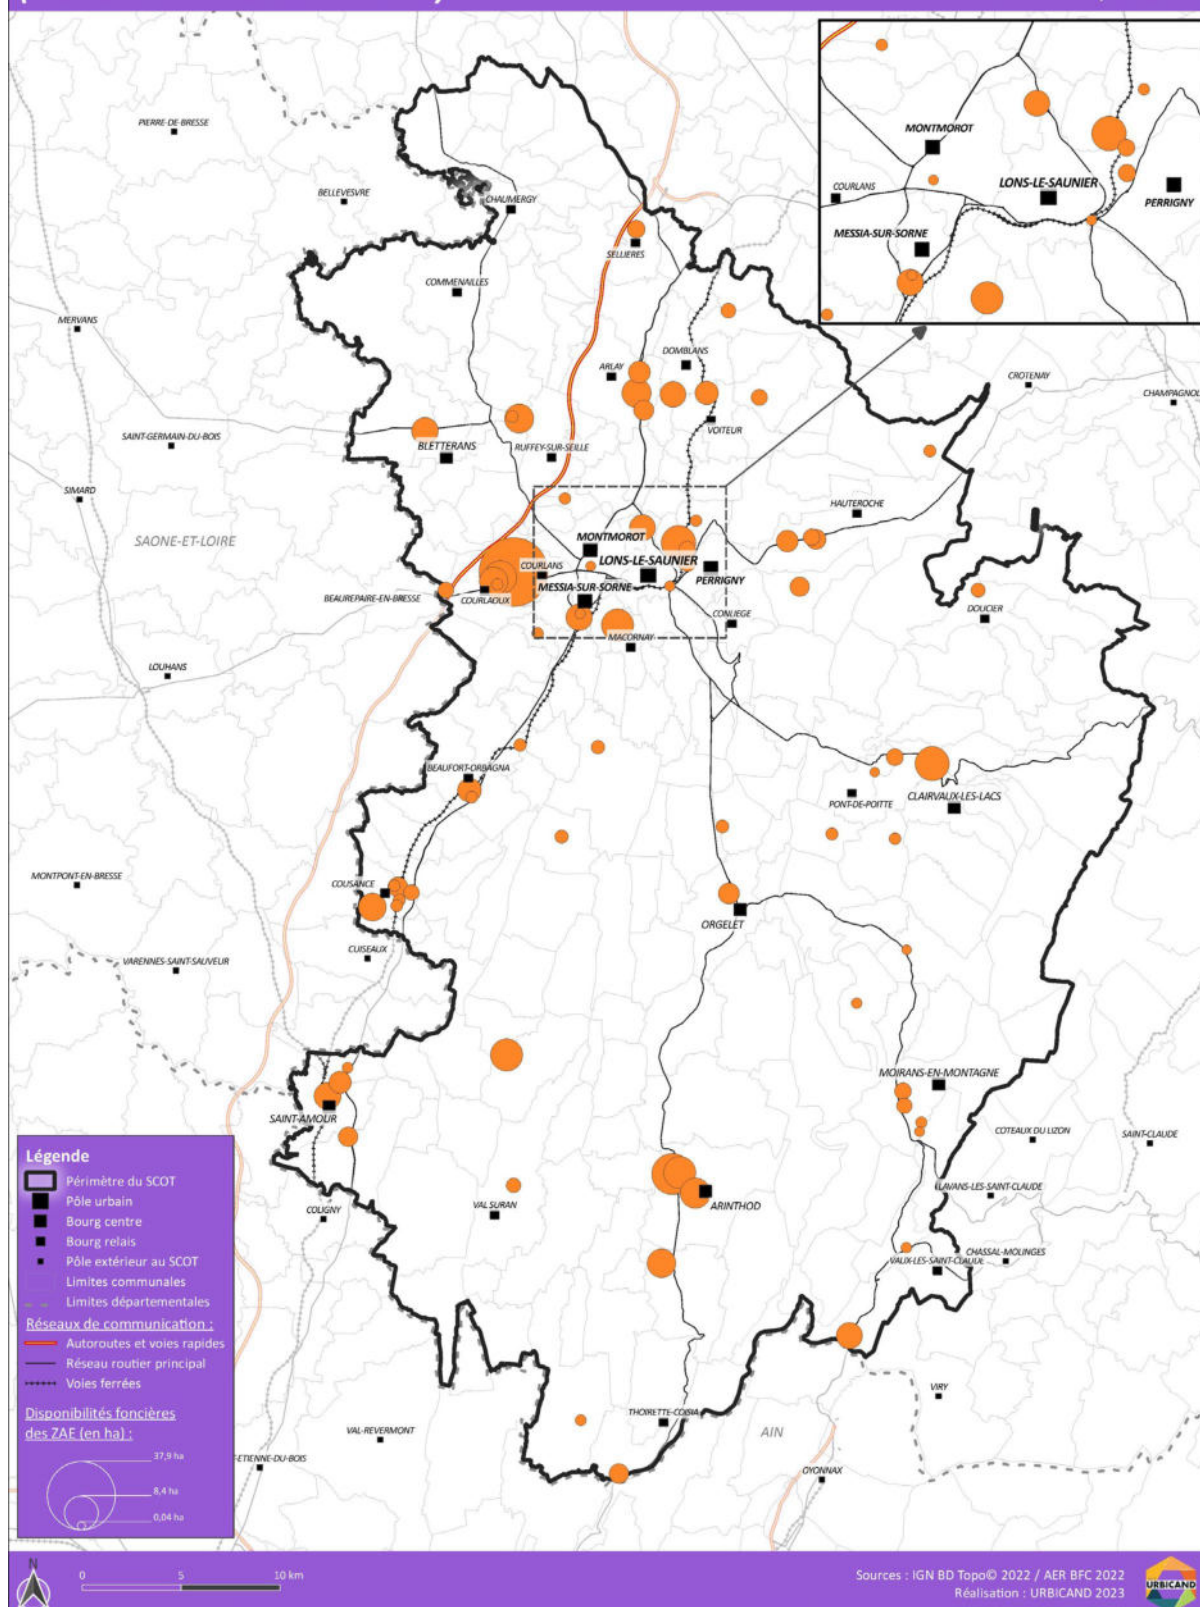 PIERRE-DE-BRESSE
BELLEVESVRE
CHAUMERGY
SELLIERES
COMMENAILLES
MERVANS
DOMBLANS
ARLAY
CROTENAY
CHAMPAGNOL
SAINT-GERMAIN-DU-BOIS
BLETTERANS
RUFFEY-SUR-SEILLE
VOITEUR
SIMARD
HAUTEROCHE
SAONE-ET-LOIRE
MONTMOROT
LONS-LE-SAUNIER
COURLANS
PERRIGNY
MESSIA-SUR-SORNE
BEAUREPAIRE-EN-BRESSE
COURLAOUX
CONLIEGE
DOUCIER
MACORNAY
LOUHANS
BEAUFORT-ORBAGNA
PONT-DE-POITTE
CLAIRVAUX-LES-LACS
MONTPONT-EN-BRESSE
COUSANCE
ORGELET
CUISEAUX
VARENNES-SAINT-SAUVEUR
MOIRANS-EN-MONTAGNE
SAINT-AMOUR
COTEAUX DU LIZON
SAINT-CLAUDE
LAVANS-LES-SAINT-CLAUDE
VAL SURAN
ARINTHOD
COLIGNY
CHASSAL-MOLINGES
VAUX-LES-SAINT-CLAUDE
VIRY
THOIRETTE-COISIA
VAL-REVERMONT
AIN
-ETIENNE-DU-BOIS
OYONNAX
MONTMOROT
COURLANS
LONS-LE-SAUNIER
PERRIGNY
MESSIA-SUR-SORNE
Légende
Périmètre du SCOT
Pôle urbain
Bourg centre
Bourg relais
Pôle extérieur au SCOT
Limites communales
Limites départementales
Réseaux de communication :
Autoroutes et voies rapides
Réseau routier principal
Voies ferrées
Disponibilités foncières
des ZAE (en ha) :
37,9 ha
8,4 ha
0,04 ha
N
0 5 10 km
Sources : IGN BD Topo© 2022 / AER BFC 2022
Réalisation : URBICAND 2023
URBICAND